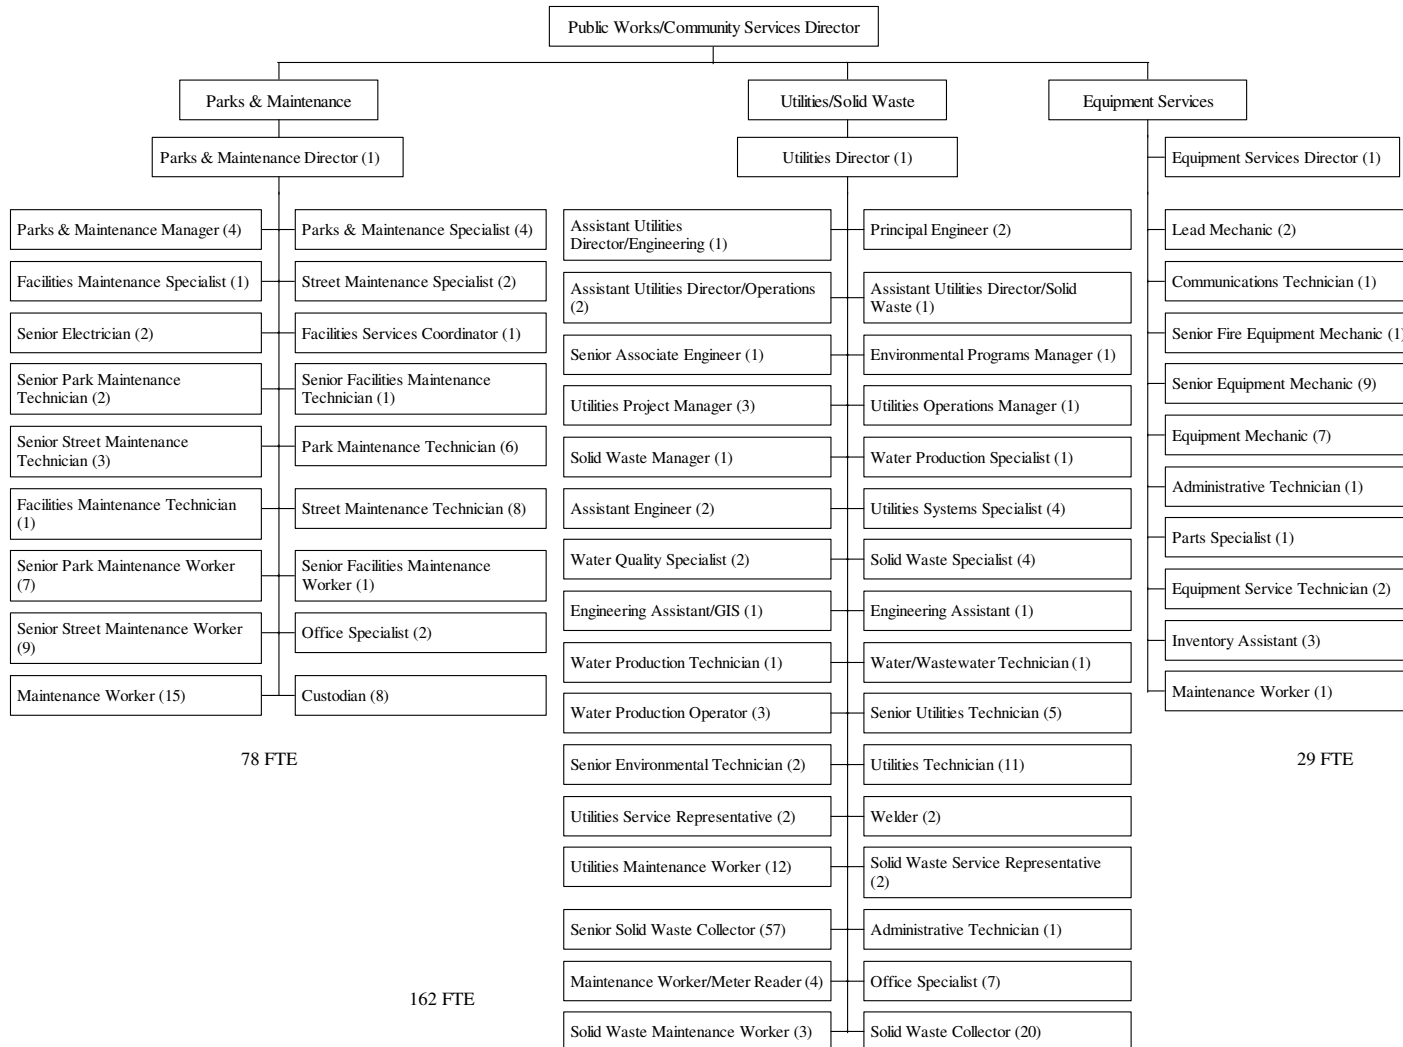 Public Works/Community Services Director
Parks & Maintenance
Utilities/Solid Waste
Equipment Services
Parks & Maintenance Director (1)
Utilities Director (1)
Equipment Services Director (1)
Parks & Maintenance Manager (4)
Parks & Maintenance Specialist (4)
Facilities Maintenance Specialist (1)
Street Maintenance Specialist (2)
Senior Electrician (2)
Facilities Services Coordinator (1)
Senior Park Maintenance
Technician (2)
Senior Facilities Maintenance
Technician (1)
Senior Street Maintenance
Technician (3)
Park Maintenance Technician (6)
Facilities Maintenance Technician
(1)
Street Maintenance Technician (8)
Senior Park Maintenance Worker
(7)
Senior Facilities Maintenance
Worker (1)
Senior Street Maintenance Worker
(9)
Office Specialist (2)
Maintenance Worker (15)
Custodian (8)
78 FTE
Assistant Utilities
Director/Engineering (1)
Principal Engineer (2)
Assistant Utilities Director/Operations
(2)
Assistant Utilities Director/Solid
Waste (1)
Senior Associate Engineer (1)
Environmental Programs Manager (1)
Utilities Project Manager (3)
Utilities Operations Manager (1)
Solid Waste Manager (1)
Water Production Specialist (1)
Assistant Engineer (2)
Utilities Systems Specialist (4)
Water Quality Specialist (2)
Solid Waste Specialist (4)
Engineering Assistant/GIS (1)
Engineering Assistant (1)
Water Production Technician (1)
Water/Wastewater Technician (1)
Water Production Operator (3)
Senior Utilities Technician (5)
Senior Environmental Technician (2)
Utilities Technician (11)
Utilities Service Representative (2)
Welder (2)
Utilities Maintenance Worker (12)
Solid Waste Service Representative
(2)
Senior Solid Waste Collector (57)
Administrative Technician (1)
Maintenance Worker/Meter Reader (4)
Office Specialist (7)
Solid Waste Maintenance Worker (3)
Solid Waste Collector (20)
162 FTE
Lead Mechanic (2)
Communications Technician (1)
Senior Fire Equipment Mechanic (1)
Senior Equipment Mechanic (9)
Equipment Mechanic (7)
Administrative Technician (1)
Parts Specialist (1)
Equipment Service Technician (2)
Inventory Assistant (3)
Maintenance Worker (1)
29 FTE